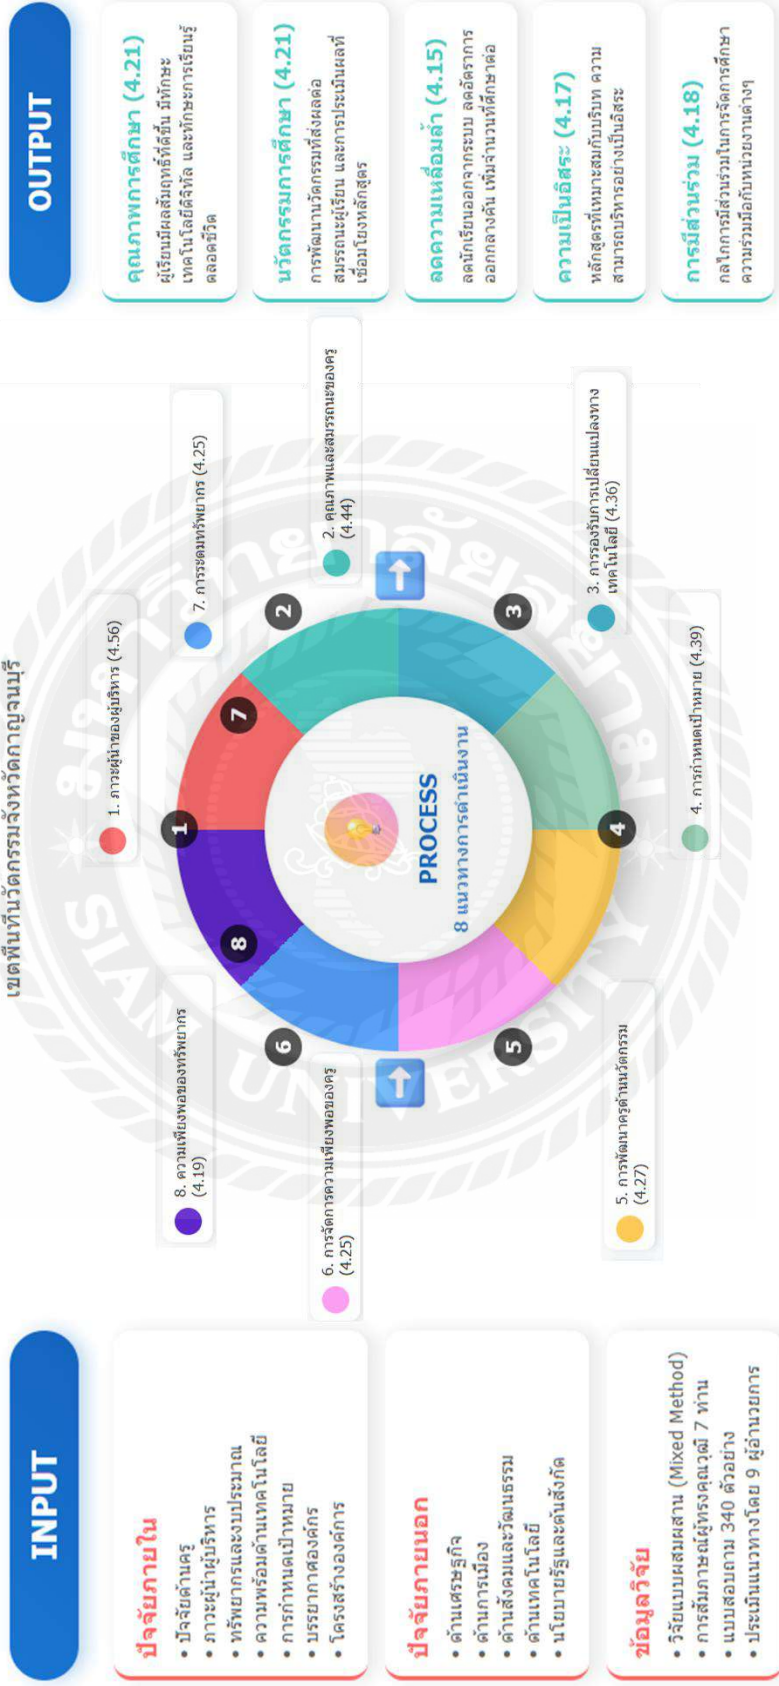 เขตพื้นที่นวัตกรรมจังหวัดกาญจนบุรี
INPUT
ปัจจัยภายใน
• ปัจจัยด้านครู
• ภาวะผู้นำผู้บริหาร
• ทรัพยากรและงบประมาณ
• ความพร้อมด้านเทคโนโลยี
• การกำหนดเป้าหมาย
• บรรยากาศองค์กร
• โครงสร้างองค์การ
ปัจจัยภายนอก
• ด้านเศรษฐกิจ
• ด้านการเมือง
• ด้านสังคมและวัฒนธรรม
• ด้านเทคโนโลยี
• นโยบายรัฐและต้นสังกัด
ข้อมูลวิจัย
• วิจัยแบบผสมผสาน (Mixed Method)
• การสัมภาษณ์ผู้ทรงคุณวุฒิ 7 ท่าน
• แบบสอบถาม 340 ตัวอย่าง
• ประเมินแนวทางโดย 9 ผู้อำนวยการ
1. ภาวะผู้นำของผู้บริหาร (4.56)
8. ความเพียงพอของทรัพยากร
(4.19)
7. การระดมทรัพยากร (4.25)
6. การจัดการความเพียงพอของครู
(4.25)
2. คุณภาพและสมรรถนะของครู
(4.44)
1
8
7
6
2
PROCESS
8 แนวทางการดำเนินงาน
5
3
4
5. การพัฒนาครูด้านนวัตกรรม
(4.27)
3. การรองรับการเปลี่ยนแปลงทาง
เทคโนโลยี (4.36)
4. การกำหนดเป้าหมาย (4.39)
มหาวิทยาลัยสยาม
SIAM UNIVERSITY
OUTPUT
คุณภาพการศึกษา (4.21)
ผู้เรียนมีผลสัมฤทธิ์ที่ดีขึ้น มีทักษะ
เทคโนโลยีดิจิทัล และทักษะการเรียนรู้
ตลอดชีวิต
นวัตกรรมการศึกษา (4.21)
การพัฒนานวัตกรรมที่ส่งผลต่อ
สมรรถนะผู้เรียน และการประเมินผลที่
เชื่อมโยงหลักสูตร
ลดความเหลื่อมล้ำ (4.15)
ลดนักเรียนออกจากระบบ ลดอัตราการ
ออกกลางคัน เพิ่มจำนวนที่ศึกษาต่อ
ความเป็นอิสระ (4.17)
หลักสูตรที่เหมาะสมกับบริบท ความ
สามารถบริหารอย่างเป็นอิสระ
การมีส่วนร่วม (4.18)
กลไกการมีส่วนร่วมในการจัดการศึกษา
ความร่วมมือกับหน่วยงานต่างๆ